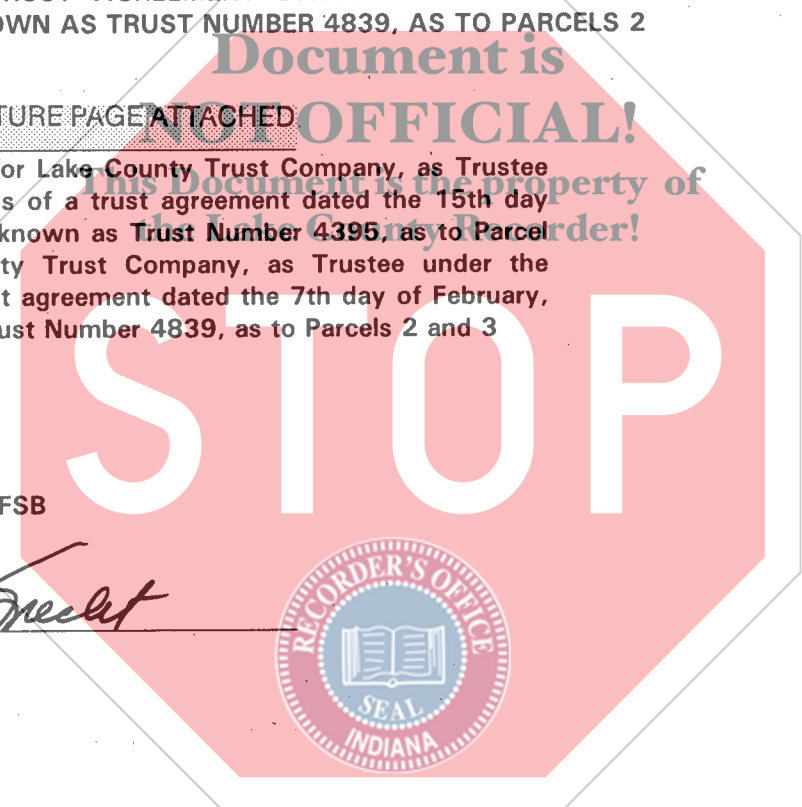 OWN AS TRUST NUMBER 4839, AS TO PARCELS 2
Document is
TURE PAGE ATTACHED
NOT OFFICIAL!
or Lake County Trust Company, as Trustee
This Document is the property of
s of a trust agreement dated the 15th day
the Lake County Recorder!
known as Trust Number 4395, as to Parcel
ty Trust Company, as Trustee under the
t agreement dated the 7th day of February,
ust Number 4839, as to Parcels 2 and 3
STOP
FSB
RECORDER'S OFFICE
SEAL
INDIANA